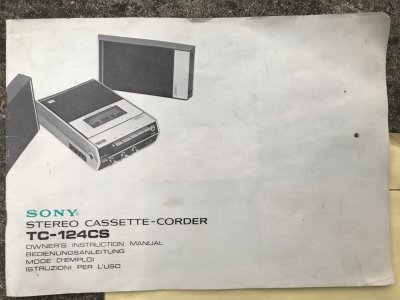 SONY®
STEREO CASSETTE-CORDER
TC-124CS
OWNER'S INSTRUCTION MANUAL
BEDIENUNGSANLEITUNG
MODE D'EMPLOI
ISTRUZIONI PER L'USO